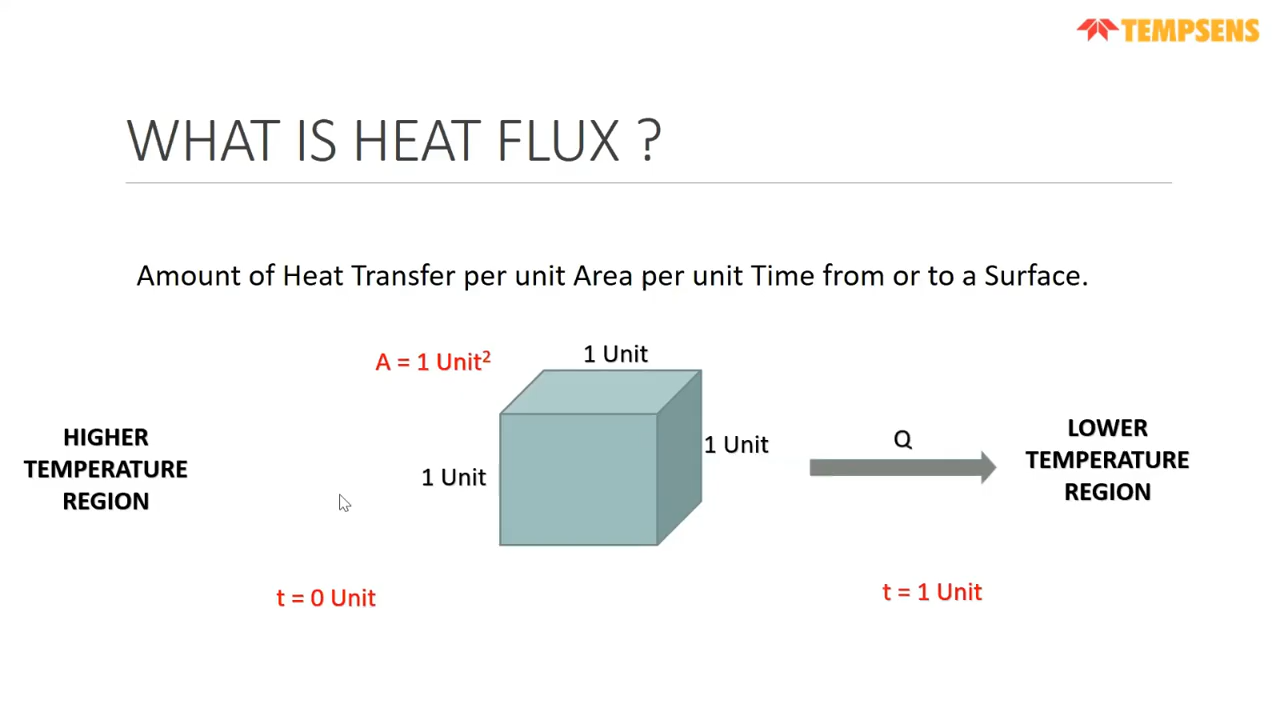 TEMPSENS
WHAT IS HEAT FLUX ?
Amount of Heat Transfer per unit Area per unit Time from or to a Surface.
A = 1 Unit²
1 Unit
1 Unit
1 Unit
HIGHER
TEMPERATURE
REGION
Q
LOWER
TEMPERATURE
REGION
t = 0 Unit
t = 1 Unit